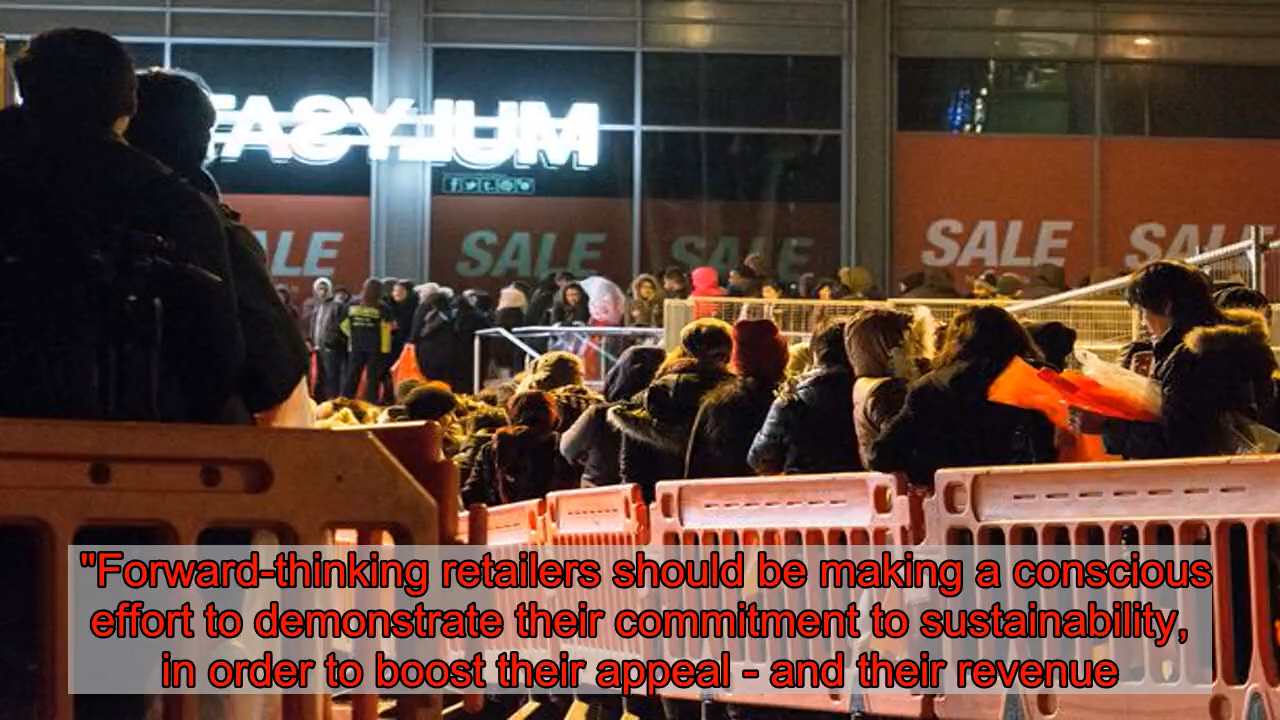 SALE
SALE
SALE
SALE
"Forward-thinking retailers should be making a conscious
effort to demonstrate their commitment to sustainability,
in order to boost their appeal - and their revenue